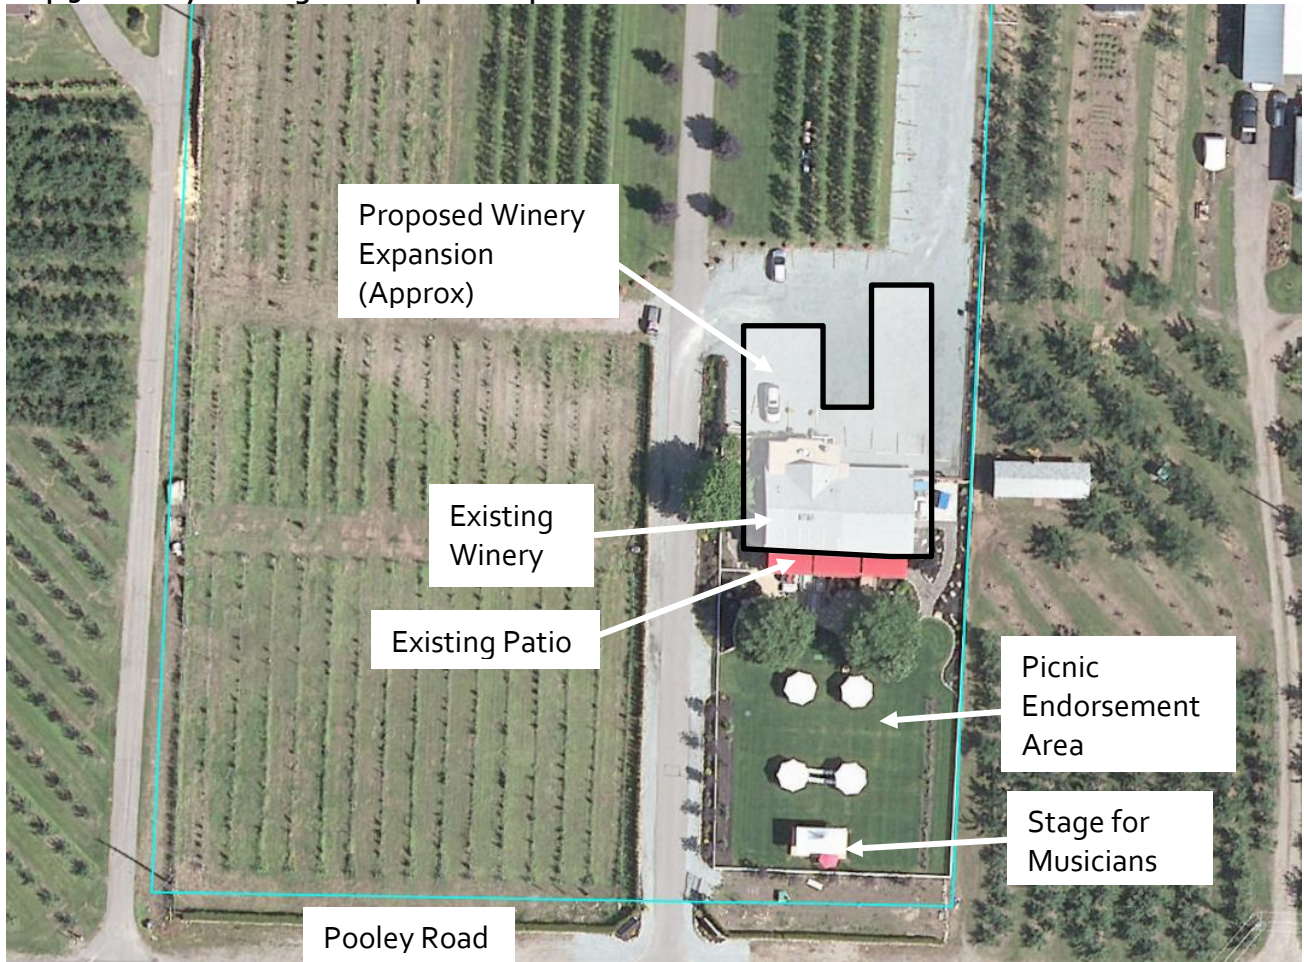 Proposed Winery
Expansion
(Approx)
Existing
Winery
Existing Patio
Picnic
Endorsement
Area
Stage for
Musicians
Pooley Road